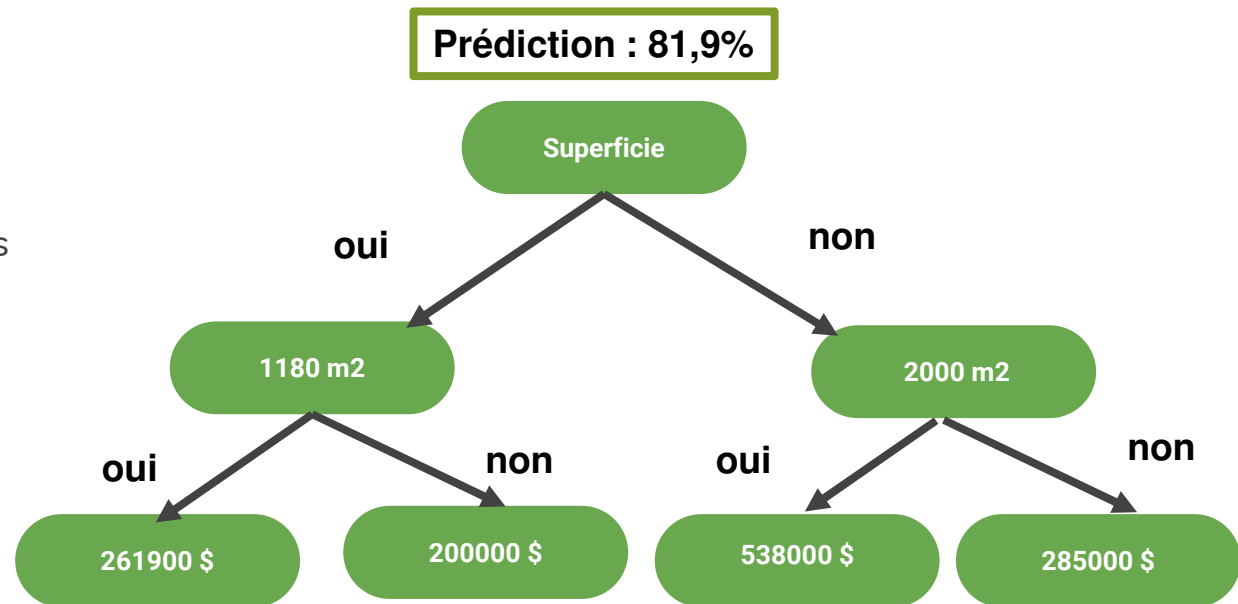 Prédiction : 81,9%
Superficie
s
oui
non
1180 m2
2000 m2
oui
non
oui
non
261900 $
200000 $
538000 $
285000 $